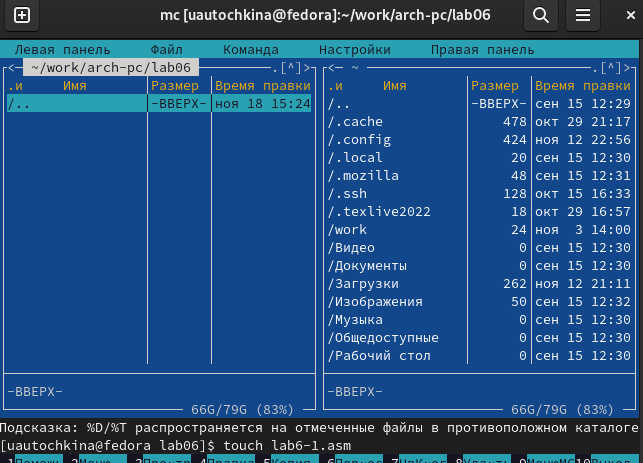 mc [uautochkina@fedora]:~/work/arch-pc/lab06
Левая панель Файл Команда Настройки Правая панель
<─ ~/work/arch-pc/lab06 .[^]>
.и Имя Размер Время правки
/.. -ВВЕРХ- ноя 18 15:24
-ВВЕРХ-
66G/79G (83%)
<─ ~ .[^]>
.и Имя Размер Время правки
/.. -ВВЕРХ- сен 15 12:29
/.cache 478 окт 29 21:17
/.config 424 ноя 12 22:56
/.local 20 сен 15 12:30
/.mozilla 48 сен 15 12:31
/.ssh 128 окт 15 16:33
/.texlive2022 18 окт 29 16:57
/work 24 ноя 3 14:00
/Видео 0 сен 15 12:30
/Документы 0 сен 15 12:30
/Загрузки 262 ноя 12 21:11
/Изображения 50 сен 15 12:32
/Музыка 0 сен 15 12:30
/Общедоступные 0 сен 15 12:30
/Рабочий стол 0 сен 15 12:30
-ВВЕРХ-
66G/79G (83%)
Подсказка: %D/%T распространяется на отмеченные файлы в противоположном каталоге
[uautochkina@fedora lab06]$ touch lab6-1.asm